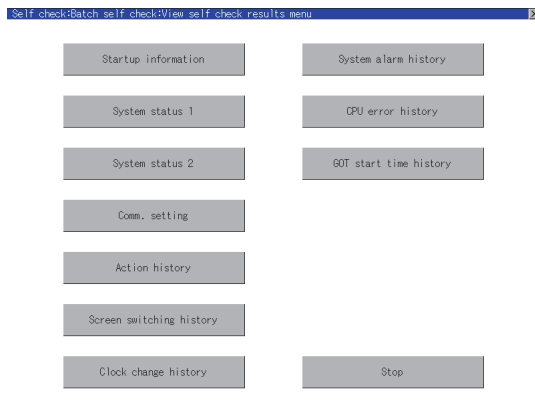 Self check:Batch self check:View self check results menu
Startup information
System status 1
System status 2
Comm. setting
Action history
Screen switching history
Clock change history
System alarm history
CPU error history
GOT start time history
Stop